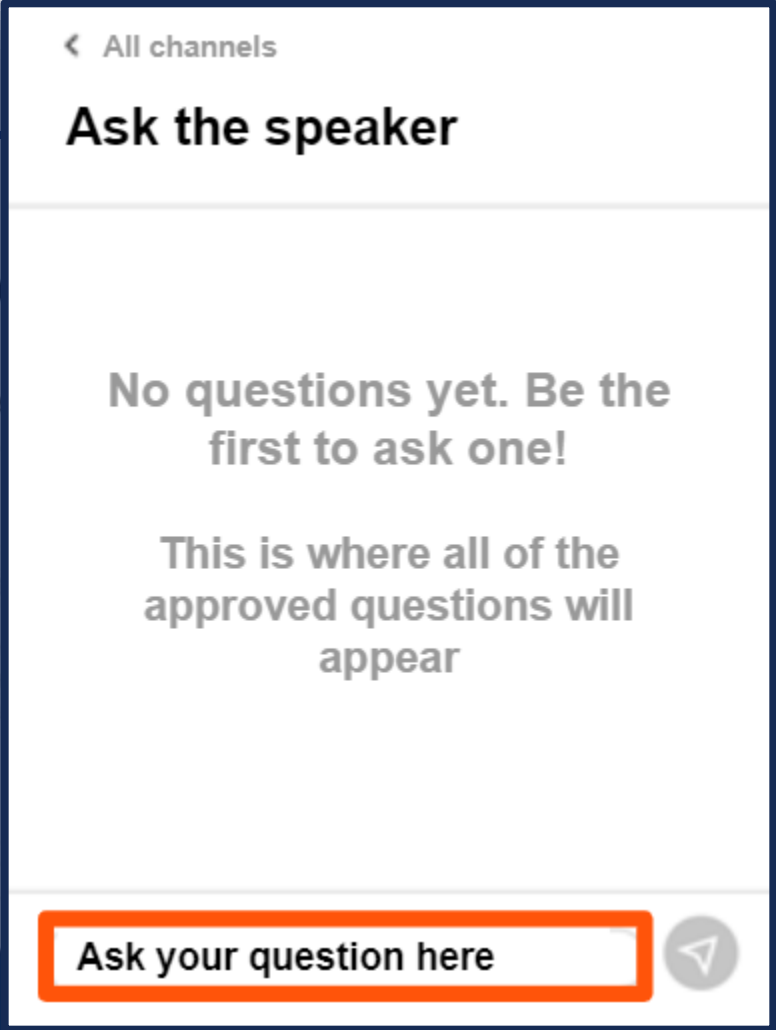 All channels
Ask the speaker
No questions yet. Be the
first to ask one!
This is where all of the
approved questions will
appear
Ask your question here